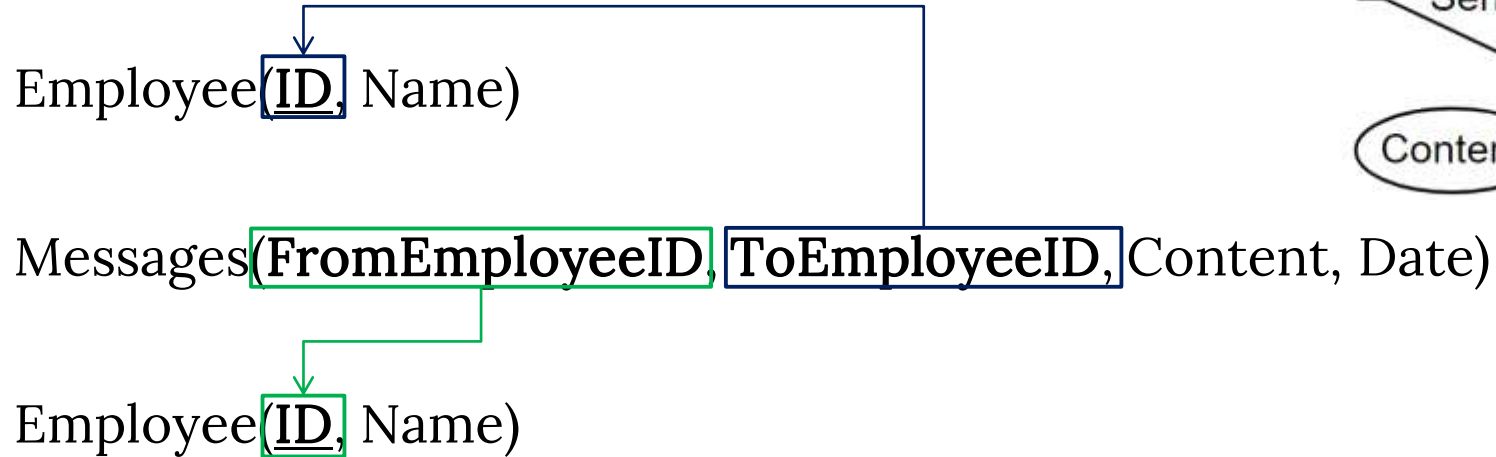 Employee(ID, Name)
Messages(FromEmployeeID, ToEmployeeID, Content, Date)
Employee(ID, Name)